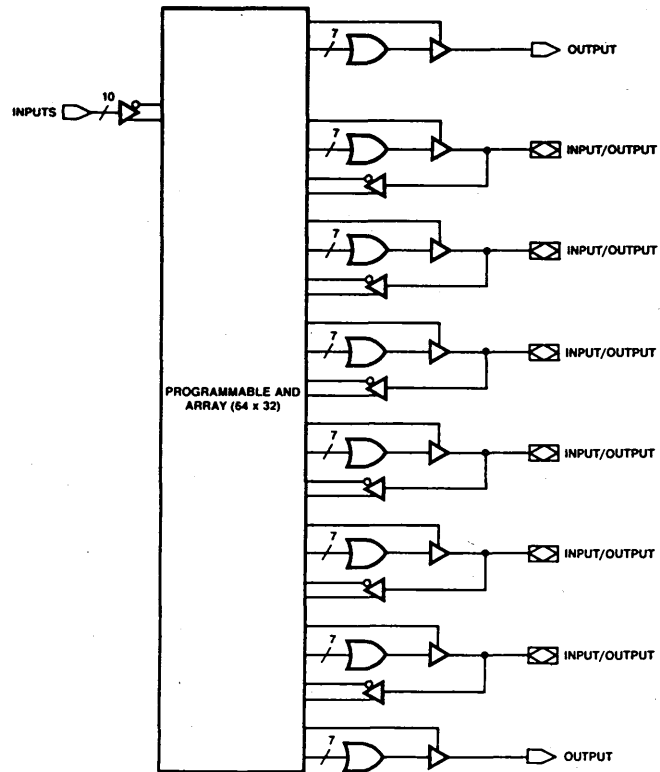 7
OUTPUT
10
INPUTS
7
INPUT/OUTPUT
7
INPUT/OUTPUT
7
INPUT/OUTPUT
PROGRAMMABLE AND
ARRAY (64 x 32)
7
INPUT/OUTPUT
7
INPUT/OUTPUT
7
INPUT/OUTPUT
7
OUTPUT